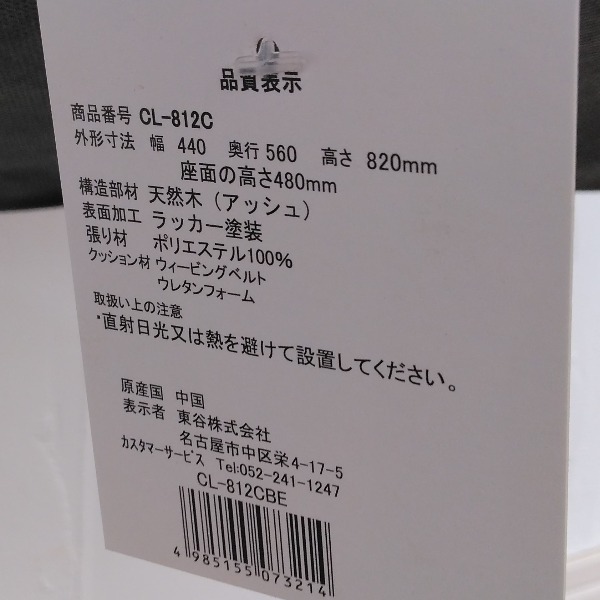 品質表示
商品番号 CL-812C
外形寸法 幅 440 奥行560 高さ 820mm
座面の高さ480mm
構造部材 天然木（アッシュ）
表面加工 ラッカー塗装
張り材 ポリエステル100%
クッション材 ウィービングベルト
ウレタンフォーム
取扱い上の注意
・直射日光又は熱を避けて設置してください。
原産国 中国
表示者 東谷株式会社
名古屋市中区栄4-17-5
カスタマーサービス Tel:052-241-1247
CL-812CBE
4 985155 073214